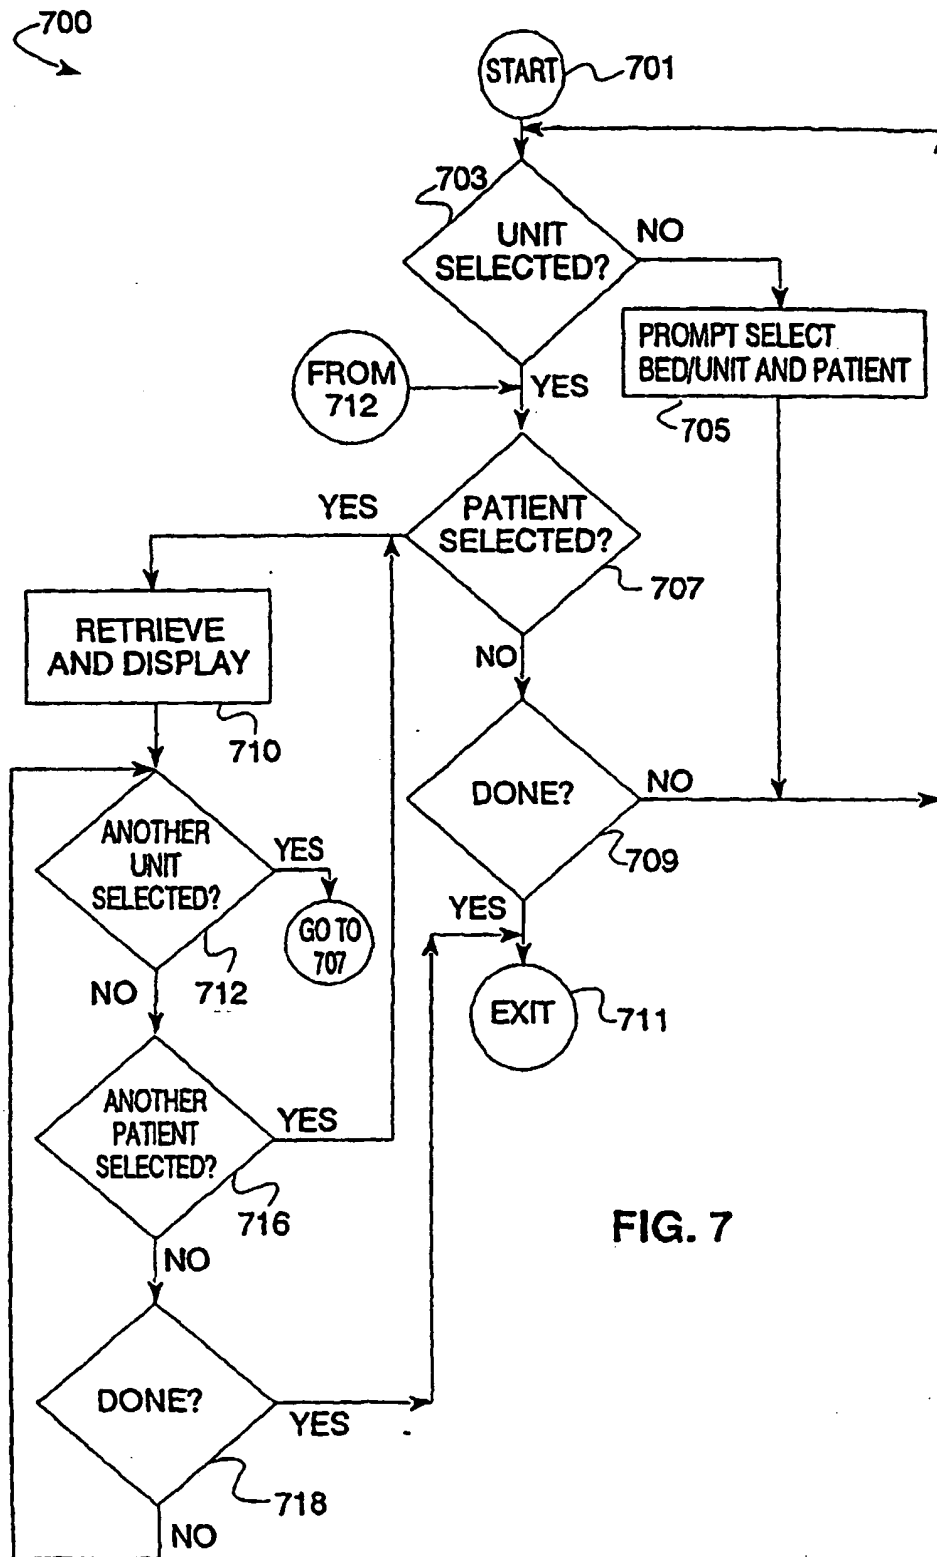 700
START
701
703
UNIT
SELECTED?
NO
PROMPT SELECT
BED/UNIT AND PATIENT
705
FROM
712
YES
YES
PATIENT
SELECTED?
707
RETRIEVE
AND DISPLAY
710
NO
DONE?
NO
709
ANOTHER
UNIT
SELECTED?
YES
GO TO
707
712
NO
YES
EXIT
711
ANOTHER
PATIENT
SELECTED?
YES
716
NO
FIG. 7
DONE?
YES
718
NO